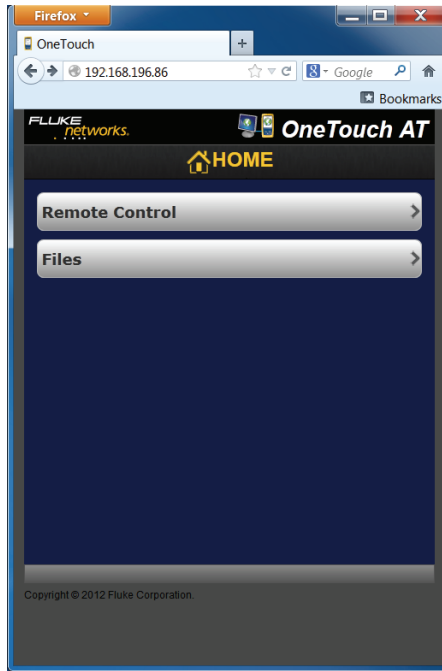 Firefox
OneTouch
192.168.196.86
Google
Bookmarks
FLUKE
networks.
OneTouch AT
HOME
Remote Control
Files
Copyright © 2012 Fluke Corporation.